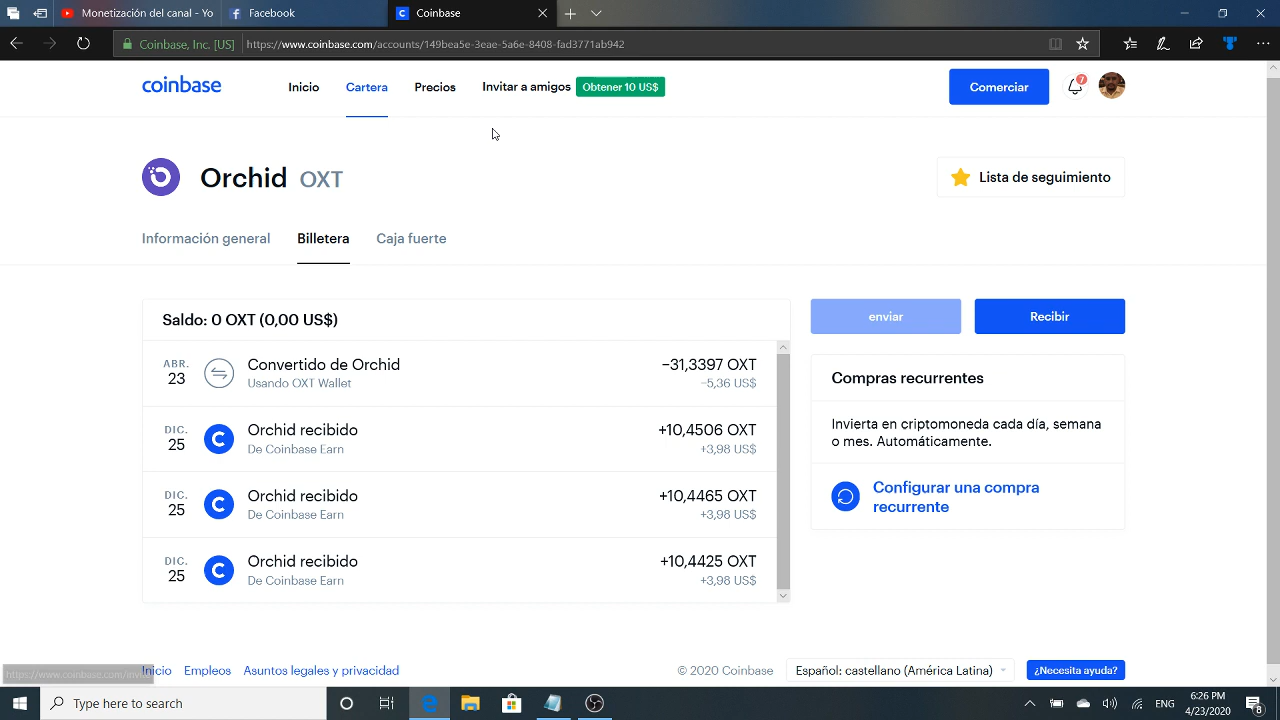 Monetización del canal - Yo
Facebook
Coinbase
Coinbase, Inc. [US]
https://www.coinbase.com/accounts/149bea5e-3eae-5a6e-8408-fad3771ab942
coinbase
Inicio
Cartera
Precios
Invitar a amigos
Obtener 10 US$
Comerciar
7
Orchid OXT
Lista de seguimiento
Información general
Billetera
Caja fuerte
Saldo: 0 OXT (0,00 US$)
enviar
Recibir
ABR.
23
Convertido de Orchid
Usando OXT Wallet
−31,3397 OXT
−5,36 US$
DIC.
25
Orchid recibido
De Coinbase Earn
+10,4506 OXT
+3,98 US$
DIC.
25
Orchid recibido
De Coinbase Earn
+10,4465 OXT
+3,98 US$
DIC.
25
Orchid recibido
De Coinbase Earn
+10,4425 OXT
+3,98 US$
Compras recurrentes
Invierta en criptomoneda cada día, semana
o mes. Automáticamente.
Configurar una compra
recurrente
https://www.coinbase.com/invite
Inicio
Empleos
Asuntos legales y privacidad
© 2020 Coinbase
Español: castellano (América Latina)
¿Necesita ayuda?
Type here to search
ENG
6:26 PM
4/23/2020
8